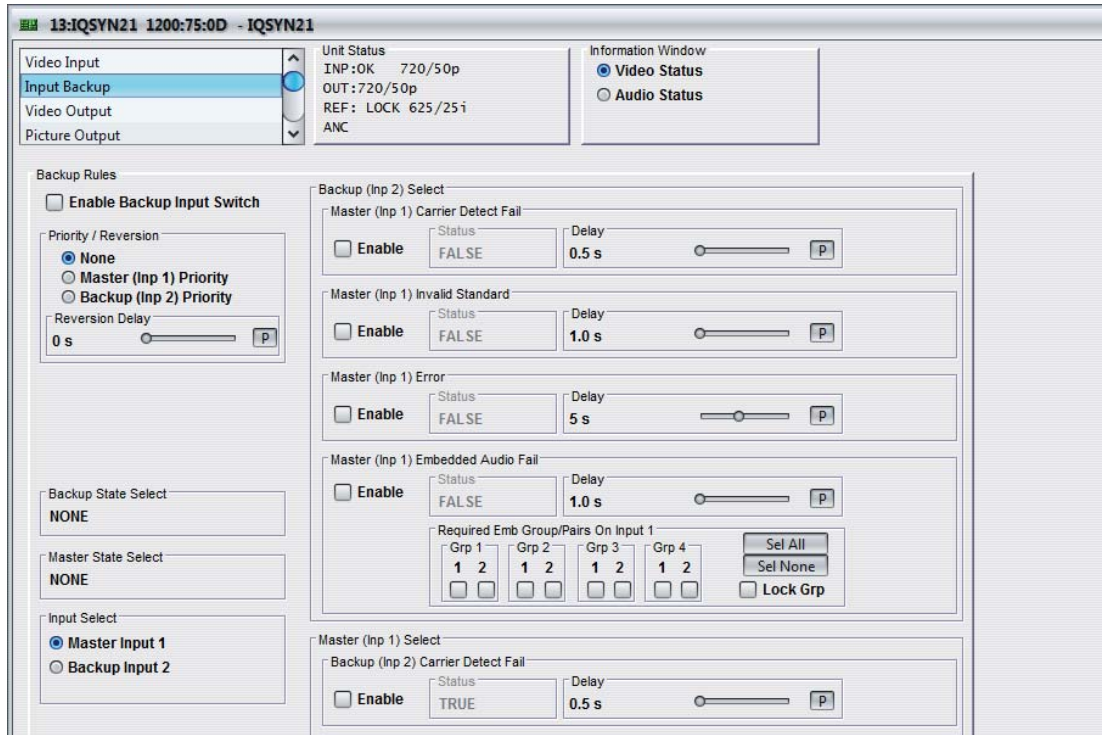 13:IQSYN21 1200:75:0D - IQSYN21
Video Input
Input Backup
Video Output
Picture Output
Unit Status
INP:OK 720/50p
OUT:720/50p
REF: LOCK 625/25i
ANC
Information Window
Video Status
Audio Status
Backup Rules
Enable Backup Input Switch
Priority / Reversion
None
Master (Inp 1) Priority
Backup (Inp 2) Priority
Reversion Delay
0 s
P
Backup State Select
NONE
Master State Select
NONE
Input Select
Master Input 1
Backup Input 2
Backup (Inp 2) Select
Master (Inp 1) Carrier Detect Fail
Enable
Status
FALSE
Delay
0.5 s
P
Master (Inp 1) Invalid Standard
Enable
Status
FALSE
Delay
1.0 s
P
Master (Inp 1) Error
Enable
Status
FALSE
Delay
5 s
P
Master (Inp 1) Embedded Audio Fail
Enable
Status
FALSE
Delay
1.0 s
P
Required Emb Group/Pairs On Input 1
Grp 1 Grp 2 Grp 3 Grp 4
1 2 1 2 1 2 1 2
Sel All
Sel None
Lock Grp
Master (Inp 1) Select
Backup (Inp 2) Carrier Detect Fail
Enable
Status
TRUE
Delay
0.5 s
P